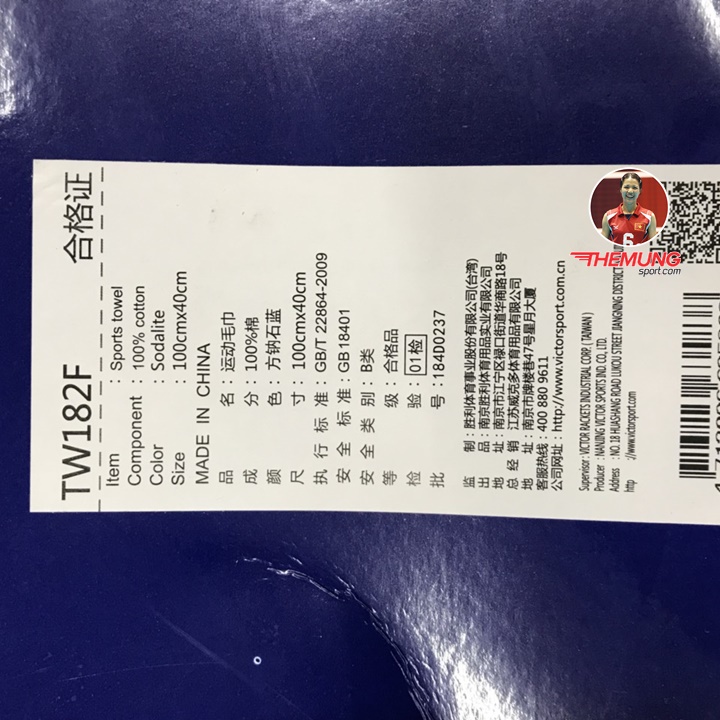 TW182F 合格证
Item : Sports towel
Component : 100% cotton
Color : Sodalite
Size : 100cmx40cm
MADE IN CHINA
品 名 : 运动毛巾
成 分 : 100%棉
颜 色 : 方钠石蓝
尺 寸 : 100cmx40cm
执 行 标 准 : GB/T 22864-2009
安 全 标 准 : GB 18401
安 全 类 别 : B类
等 级 : 合格品
检 验 : 01检
批 号 : 184D0237
监 制 : 胜利体育事业股份有限公司(台湾)
出 品 : 南京胜利体育用品实业有限公司
地 址 : 南京市江宁区禄口街道华商路18号
总 经 销 : 江苏威克多体育用品有限公司
地 址 : 南京市牌楼巷47号星月大厦
客服热线 : 400 880 9611
公司网址 : http://www.victorsport.com.cn
Supervisor : VICTOR RACKETS INDUSTRIAL CORP. ( TAIWAN )
Producer : NANJING VICTOR SPORTS IND. CO., LTD.
Address : NO. 18 HUASHANG ROAD LUKOU STREET JIANGNING DISTRICT
http ://www.victorsport.com
6
THEMUNG
sport.com